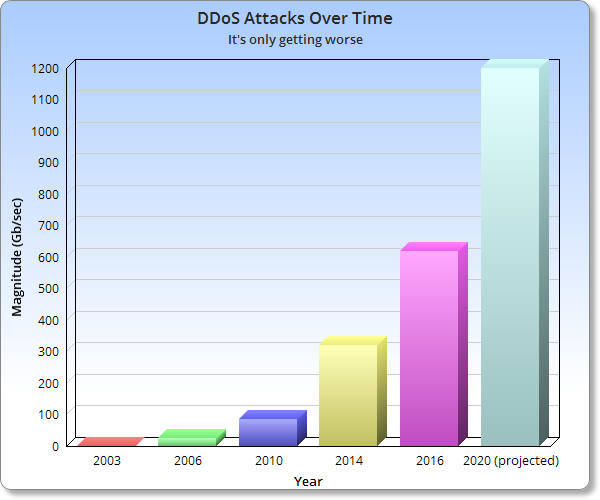 DDoS Attacks Over Time
It's only getting worse
Magnitude (Gb/sec)
1200
1100
1000
900
800
700
600
500
400
300
200
100
0
2003 2006 2010 2014 2016 2020 (projected)
Year